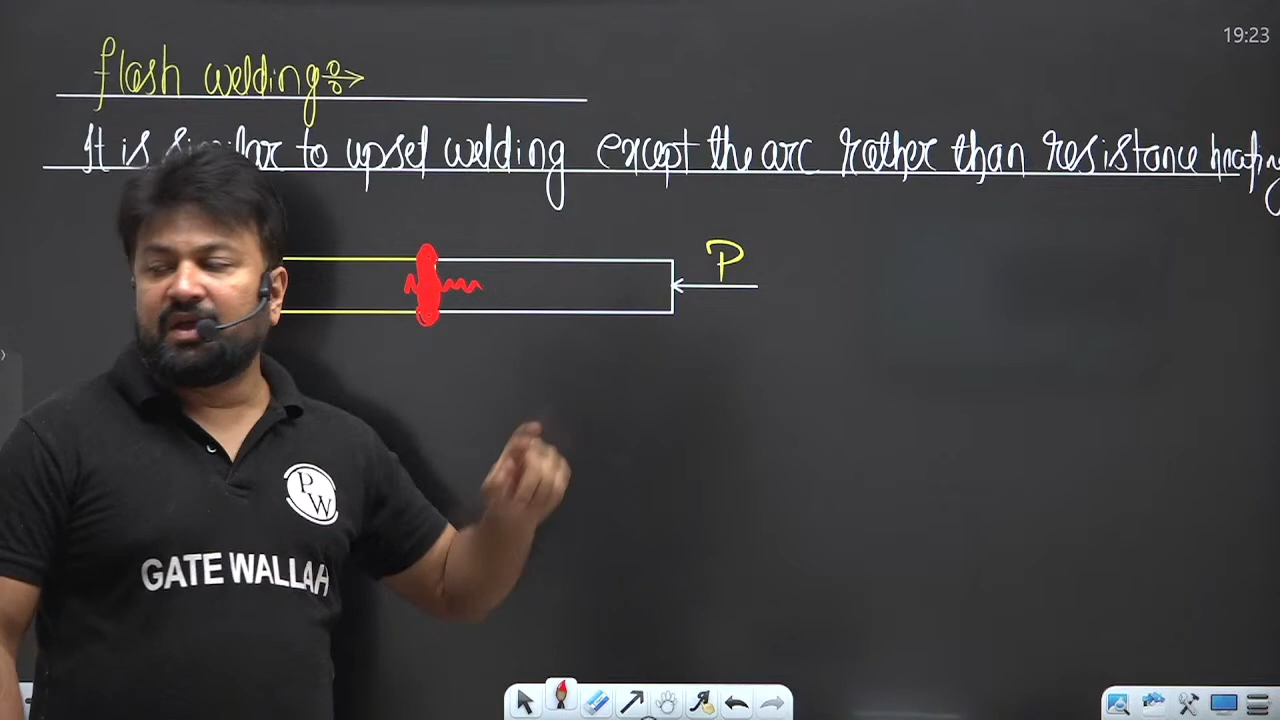 19:23
flash welding:→
It is similar to upset welding except the arc rather than resistance heating
P
PW
GATE WALLAH